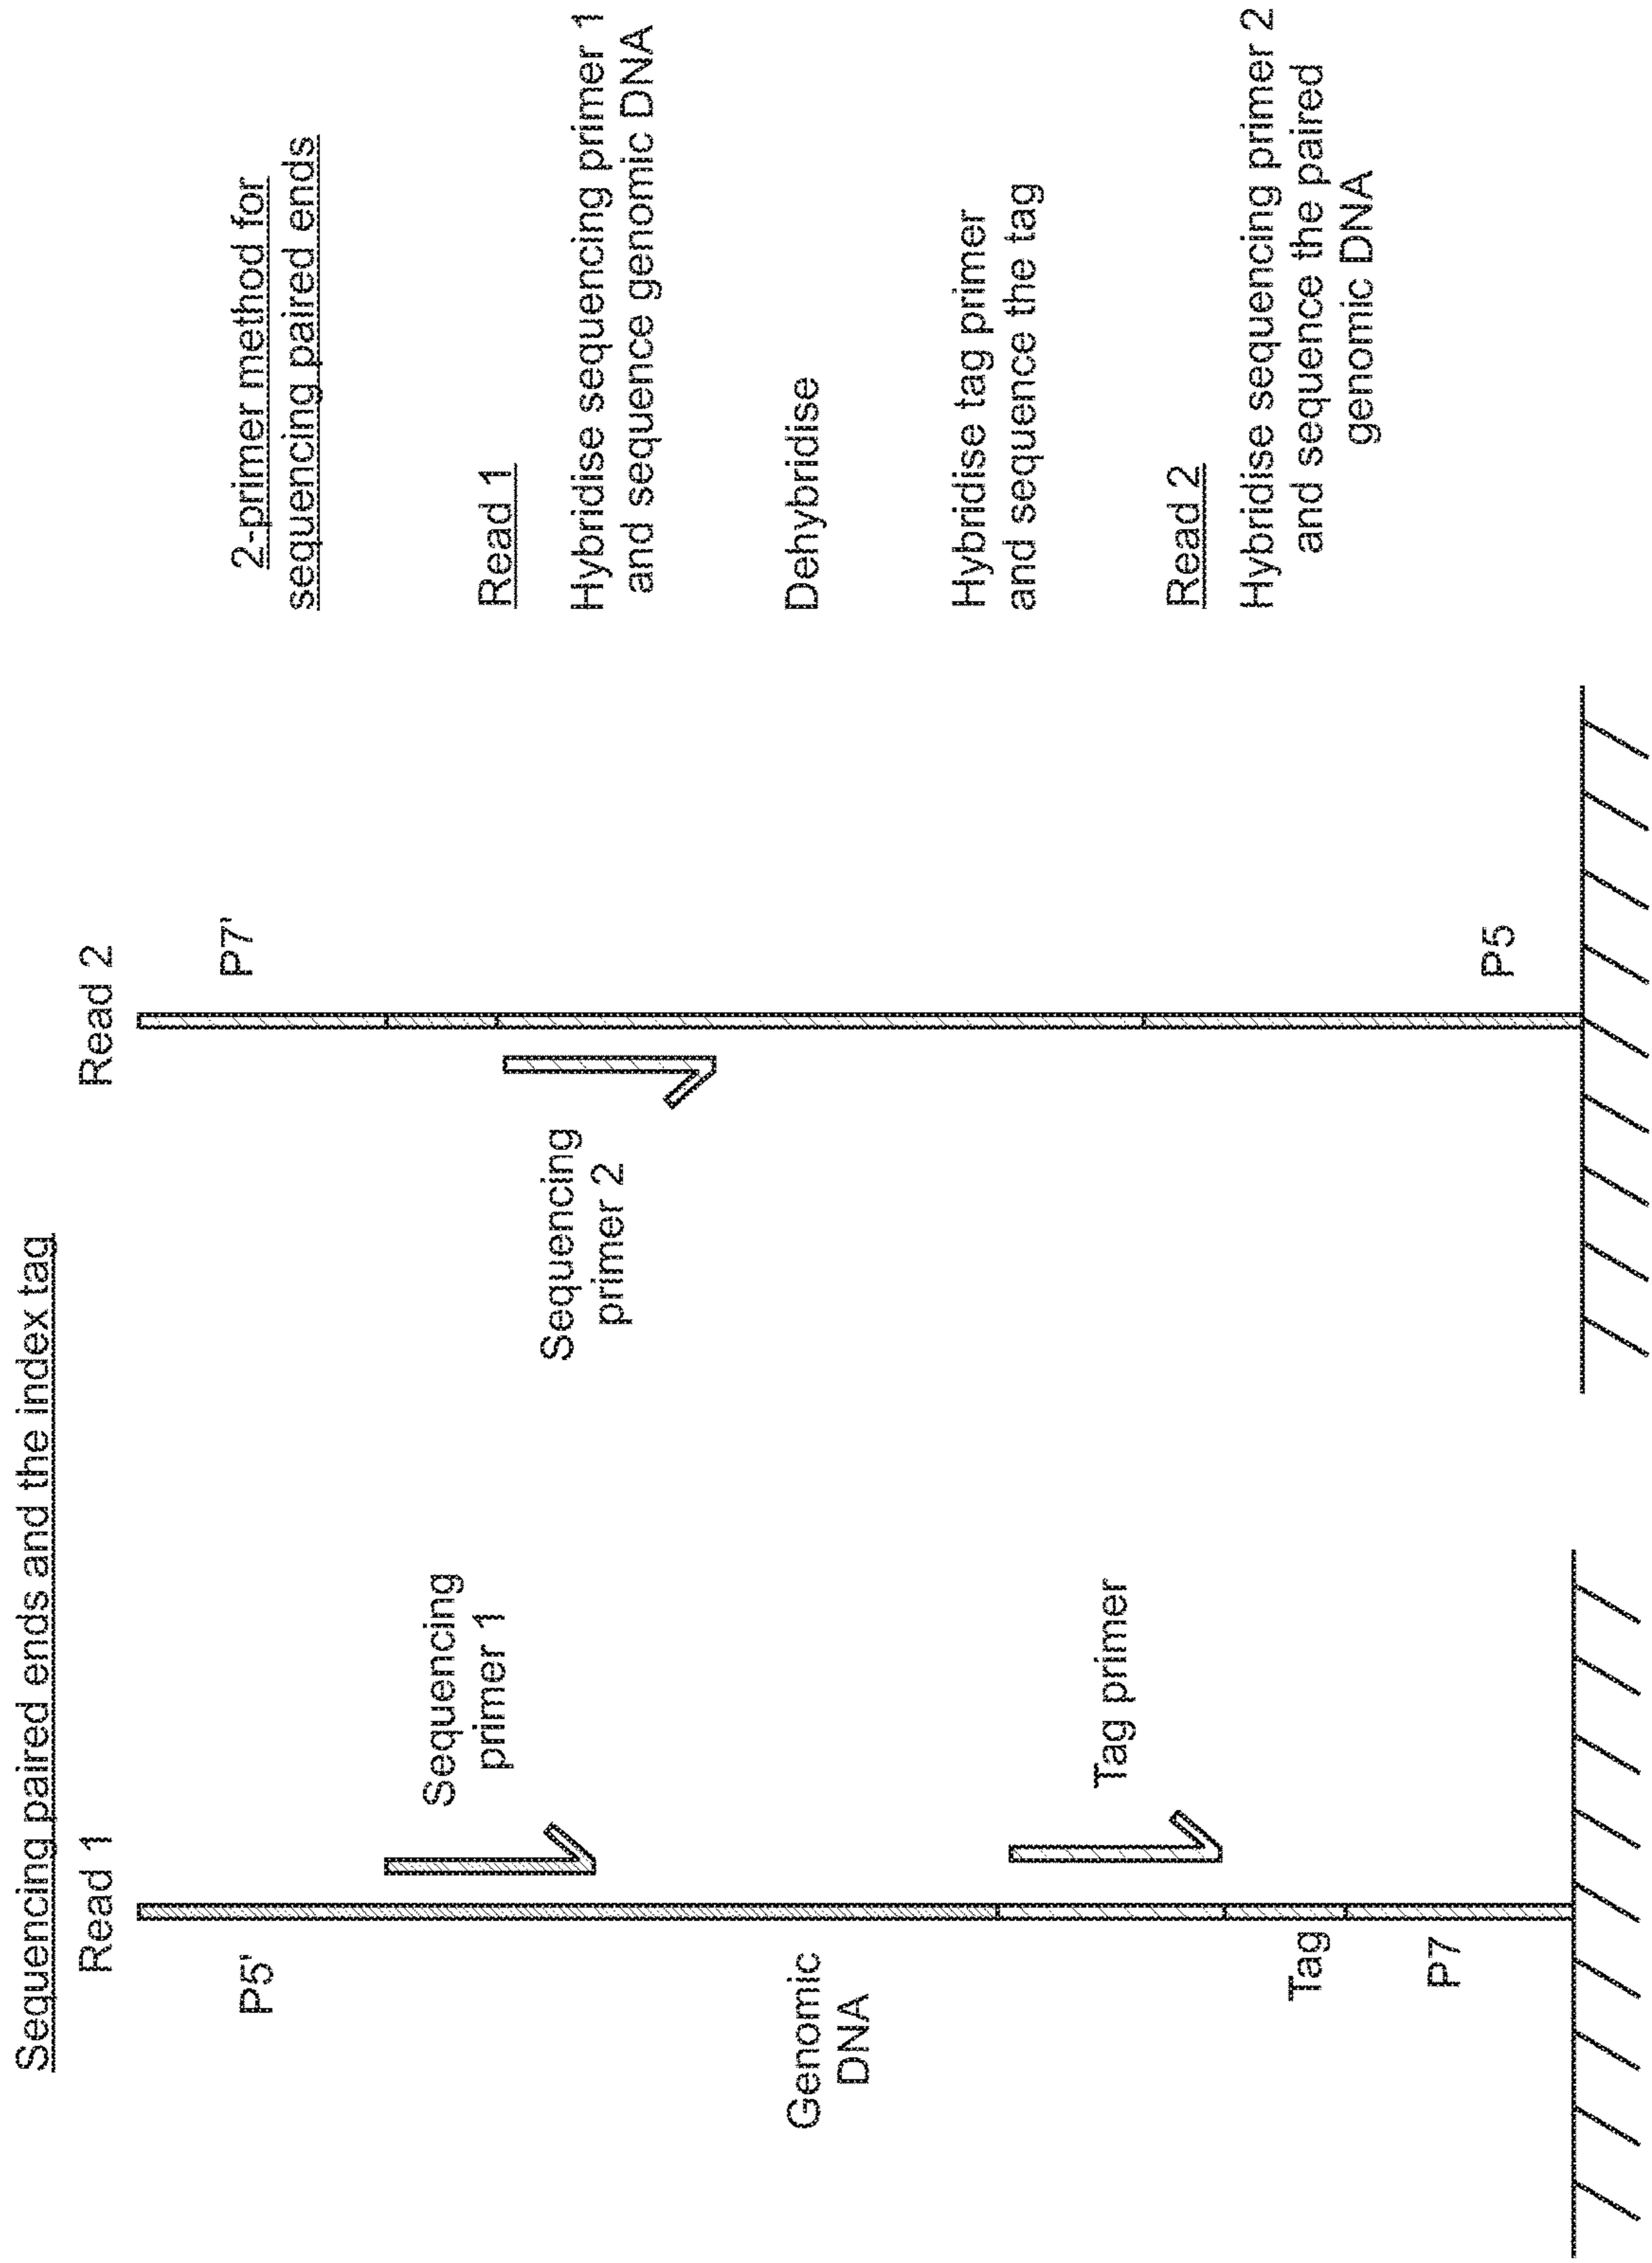 Sequencing paired ends and the index tag
Read 1
P5'
Sequencing
primer 1
Genomic
DNA
Tag primer
Tag
P7
Read 2
P7'
Sequencing
primer 2
P5
2-primer method for
sequencing paired ends
Read 1
Hybridise sequencing primer 1
and sequence genomic DNA
Dehybridise
Hybridise tag primer
and sequence the tag
Read 2
Hybridise sequencing primer 2
and sequence the paired
genomic DNA